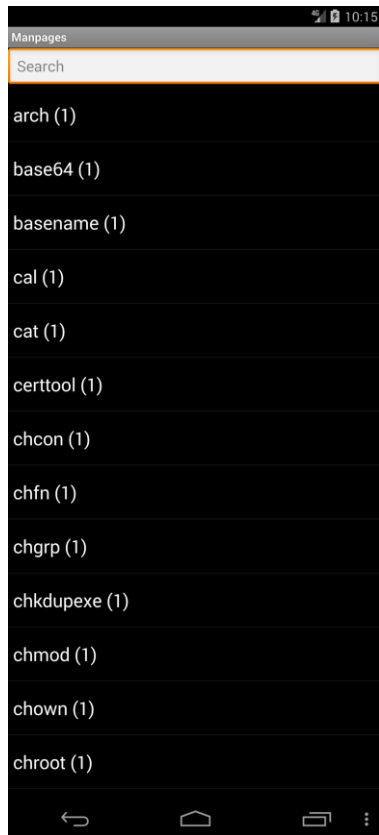 4G 10:15
Manpages
Search
arch (1)
base64 (1)
basename (1)
cal (1)
cat (1)
certtool (1)
chcon (1)
chfn (1)
chgrp (1)
chkdupexe (1)
chmod (1)
chown (1)
chroot (1)